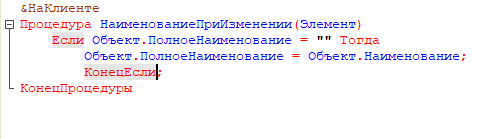 &НаКлиенте
Процедура НаименованиеПриИзменении(Элемент)
Если Объект.ПолноеНаименование = "" Тогда
Объект.ПолноеНаименование = Объект.Наименование;
КонецЕсли;
КонецПроцедуры